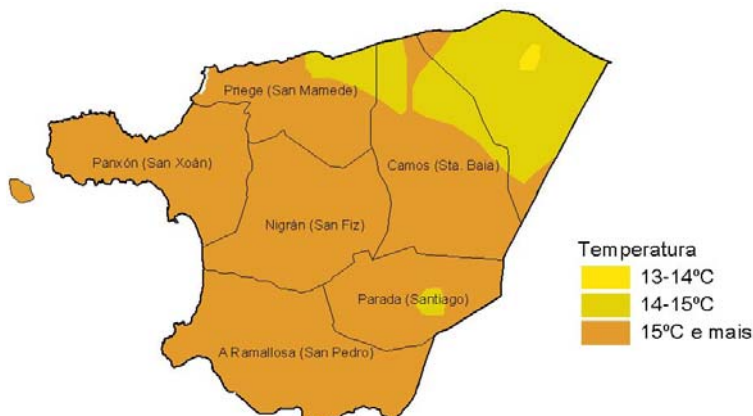 Priege (San Mamede)
Panxón (San Xoán)
Camos (Sta. Baia)
Nigrán (San Fiz)
Parada (Santiago)
A Ramallosa (San Pedro)
Temperatura
13-14ºC
14-15ºC
15ºC e mais